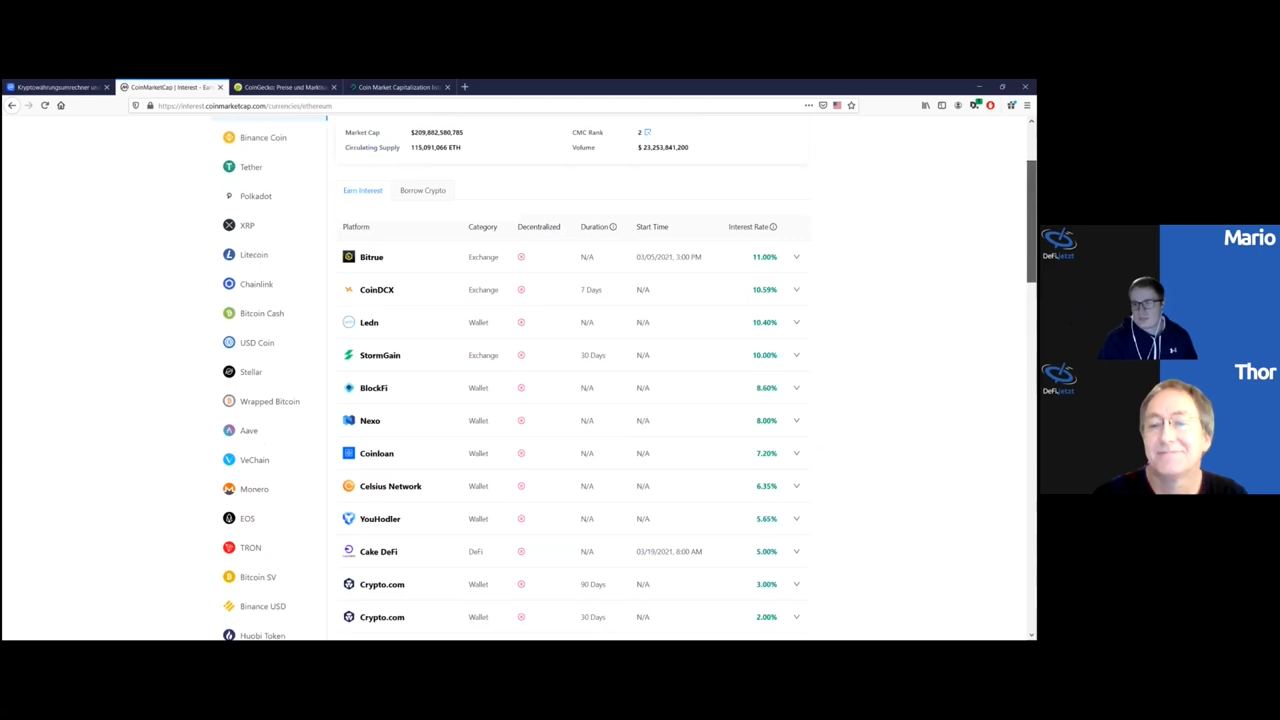 Kryptowährungsumrechner un
CoinMarketCap | Interest - Ear
CoinGecko: Preise und Marktka
Coin Market Capitalization lis
https://interest.coinmarketcap.com/currencies/ethereum
Binance Coin
Tether
Polkadot
XRP
Litecoin
Chainlink
Bitcoin Cash
USD Coin
Stellar
Wrapped Bitcoin
Aave
VeChain
Monero
EOS
TRON
Bitcoin SV
Binance USD
Huobi Token
Market Cap $209,882,580,785 CMC Rank 2
Circulating Supply 115,091,066 ETH Volume $ 23,253,841,200
Earn Interest Borrow Crypto
Platform Category Decentralized Duration Start Time Interest Rate
Bitrue Exchange N/A 03/05/2021, 3:00 PM 11.00%
CoinDCX Exchange 7 Days N/A 10.59%
Ledn Wallet N/A N/A 10.40%
StormGain Exchange 30 Days N/A 10.00%
BlockFi Wallet N/A N/A 8.60%
Nexo Wallet N/A N/A 8.00%
Coinloan Wallet N/A N/A 7.20%
Celsius Network Wallet N/A N/A 6.35%
YouHodler Wallet N/A N/A 5.65%
Cake DeFi DeFi N/A 03/19/2021, 8:00 AM 5.00%
Crypto.com Wallet 90 Days N/A 3.00%
Crypto.com Wallet 30 Days N/A 2.00%
Mario
DeFi.jetzt
Thor
DeFi.jetzt